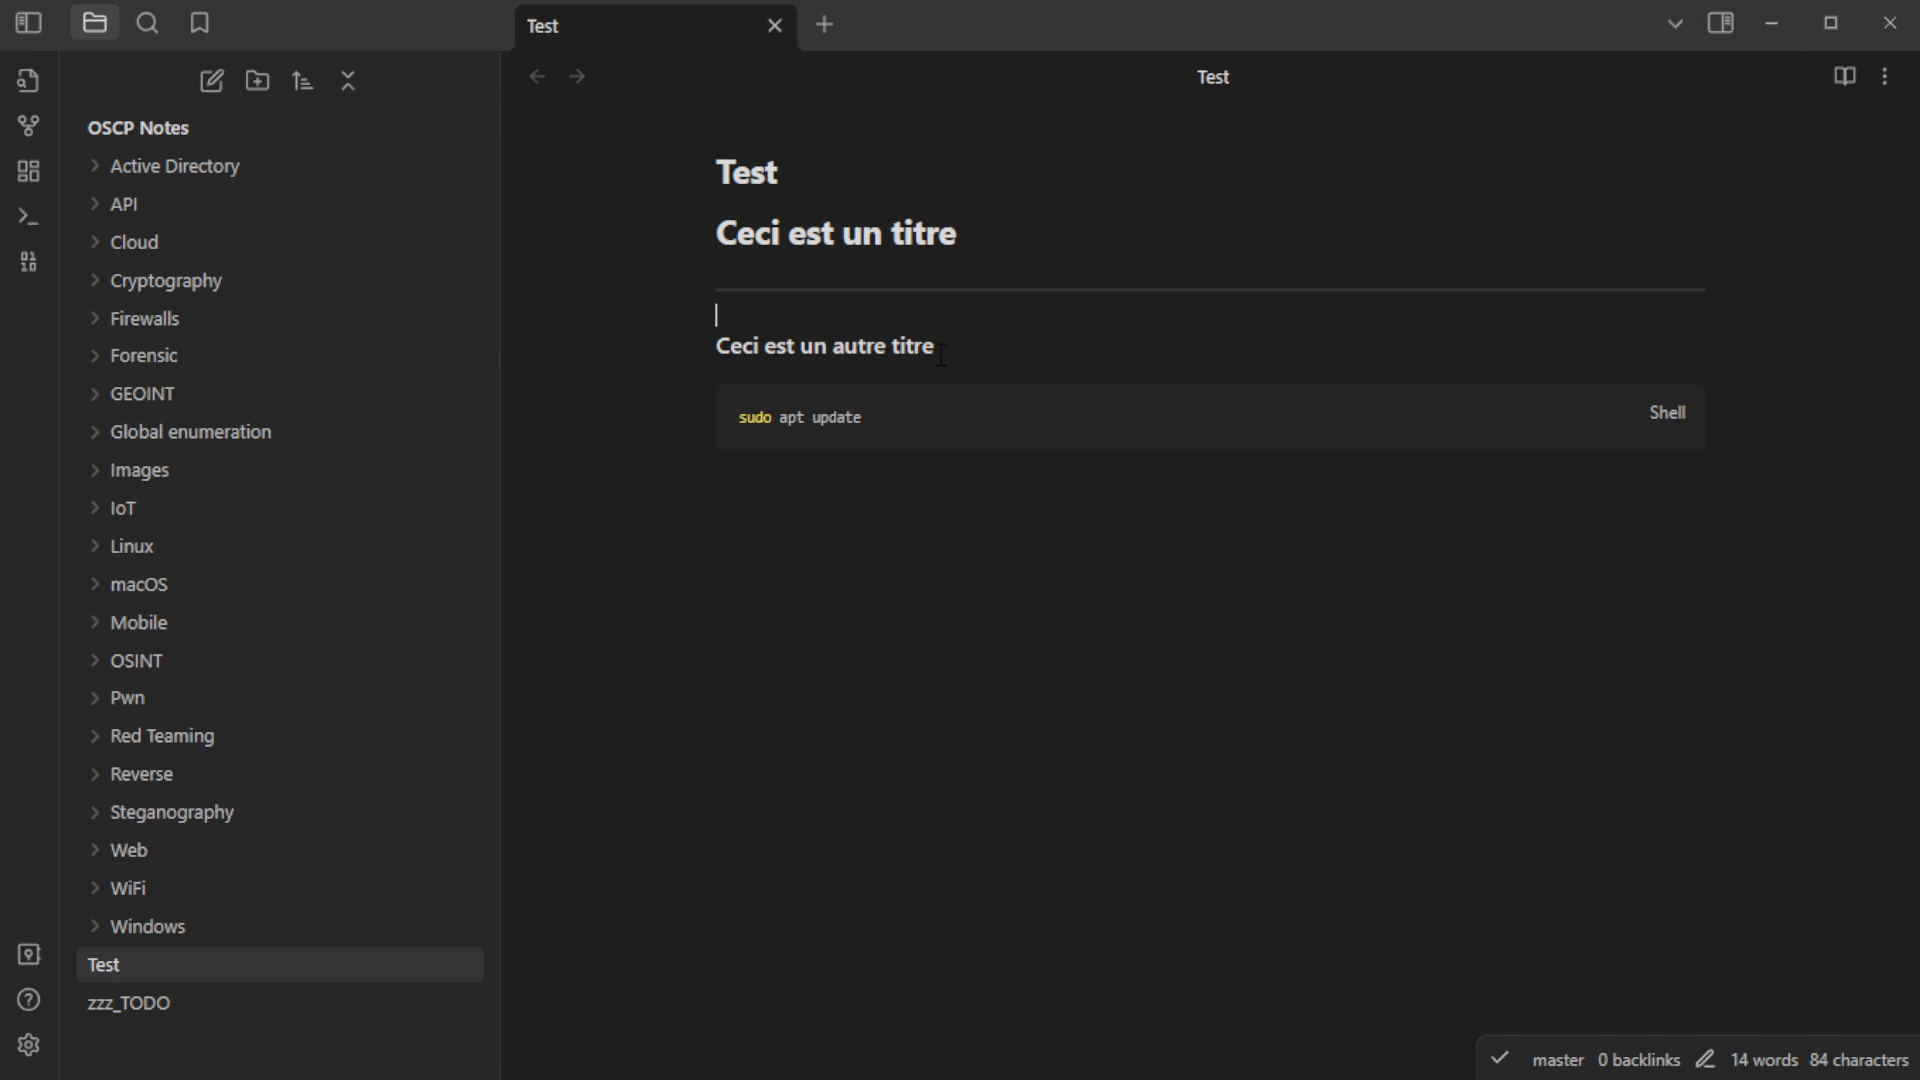 Test
Test
OSCP Notes
Active Directory
API
Cloud
Cryptography
Firewalls
Forensic
GEOINT
Global enumeration
Images
IoT
Linux
macOS
Mobile
OSINT
Pwn
Red Teaming
Reverse
Steganography
Web
WiFi
Windows
Test
zzz_TODO
Test
Ceci est un titre
Ceci est un autre titre
sudo apt update
Shell
master 0 backlinks 14 words 84 characters